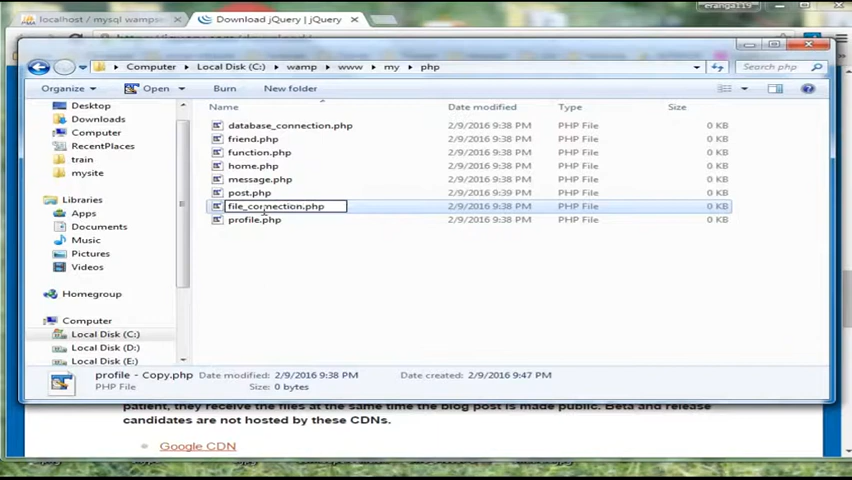 eranga119
localhost / mysql wampse
Download jQuery | jQuery
Computer
Local Disk (C:)
wamp
www
my
php
Search php
Organize
Open
Burn
New folder
Name
Date modified
Type
Size
Desktop
Downloads
Computer
RecentPlaces
train
mysite
Libraries
Apps
Documents
Music
Pictures
Videos
Homegroup
Computer
Local Disk (C:)
Local Disk (D:)
Local Disk (E:)
database_connection.php 2/9/2016 9:38 PM PHP File 0 KB
friend.php 2/9/2016 9:38 PM PHP File 0 KB
function.php 2/9/2016 9:38 PM PHP File 0 KB
home.php 2/9/2016 9:38 PM PHP File 0 KB
message.php 2/9/2016 9:38 PM PHP File 0 KB
post.php 2/9/2016 9:39 PM PHP File 0 KB
file_connection.php 2/9/2016 9:38 PM PHP File 0 KB
profile.php 2/9/2016 9:38 PM PHP File 0 KB
profile - Copy.php Date modified: 2/9/2016 9:38 PM Date created: 2/9/2016 9:47 PM
PHP File Size: 0 bytes
patient, they receive the files at the same time the blog post is made public. Beta and release
candidates are not hosted by these CDNs.
Google CDN